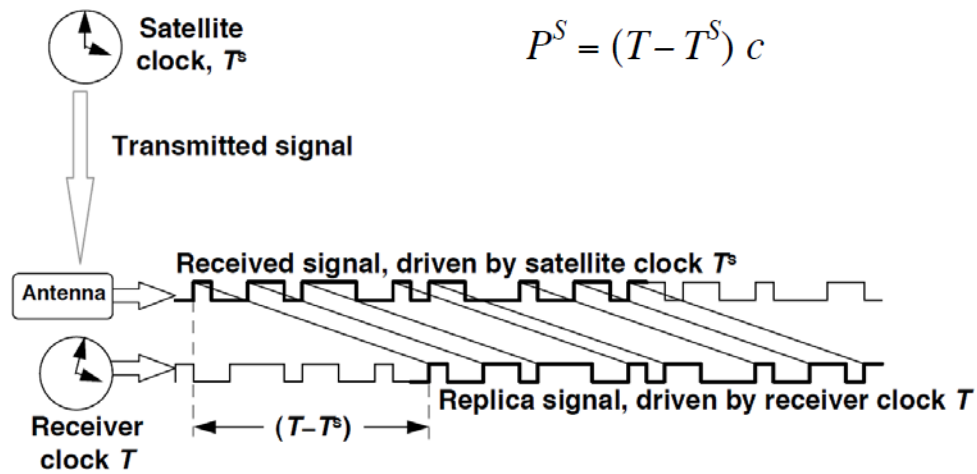 Satellite
clock, Tˢ
Pˢ = (T – Tˢ) c
Transmitted signal
Received signal, driven by satellite clock Tˢ
Antenna
Replica signal, driven by receiver clock T
(T–Tˢ)
Receiver
clock T